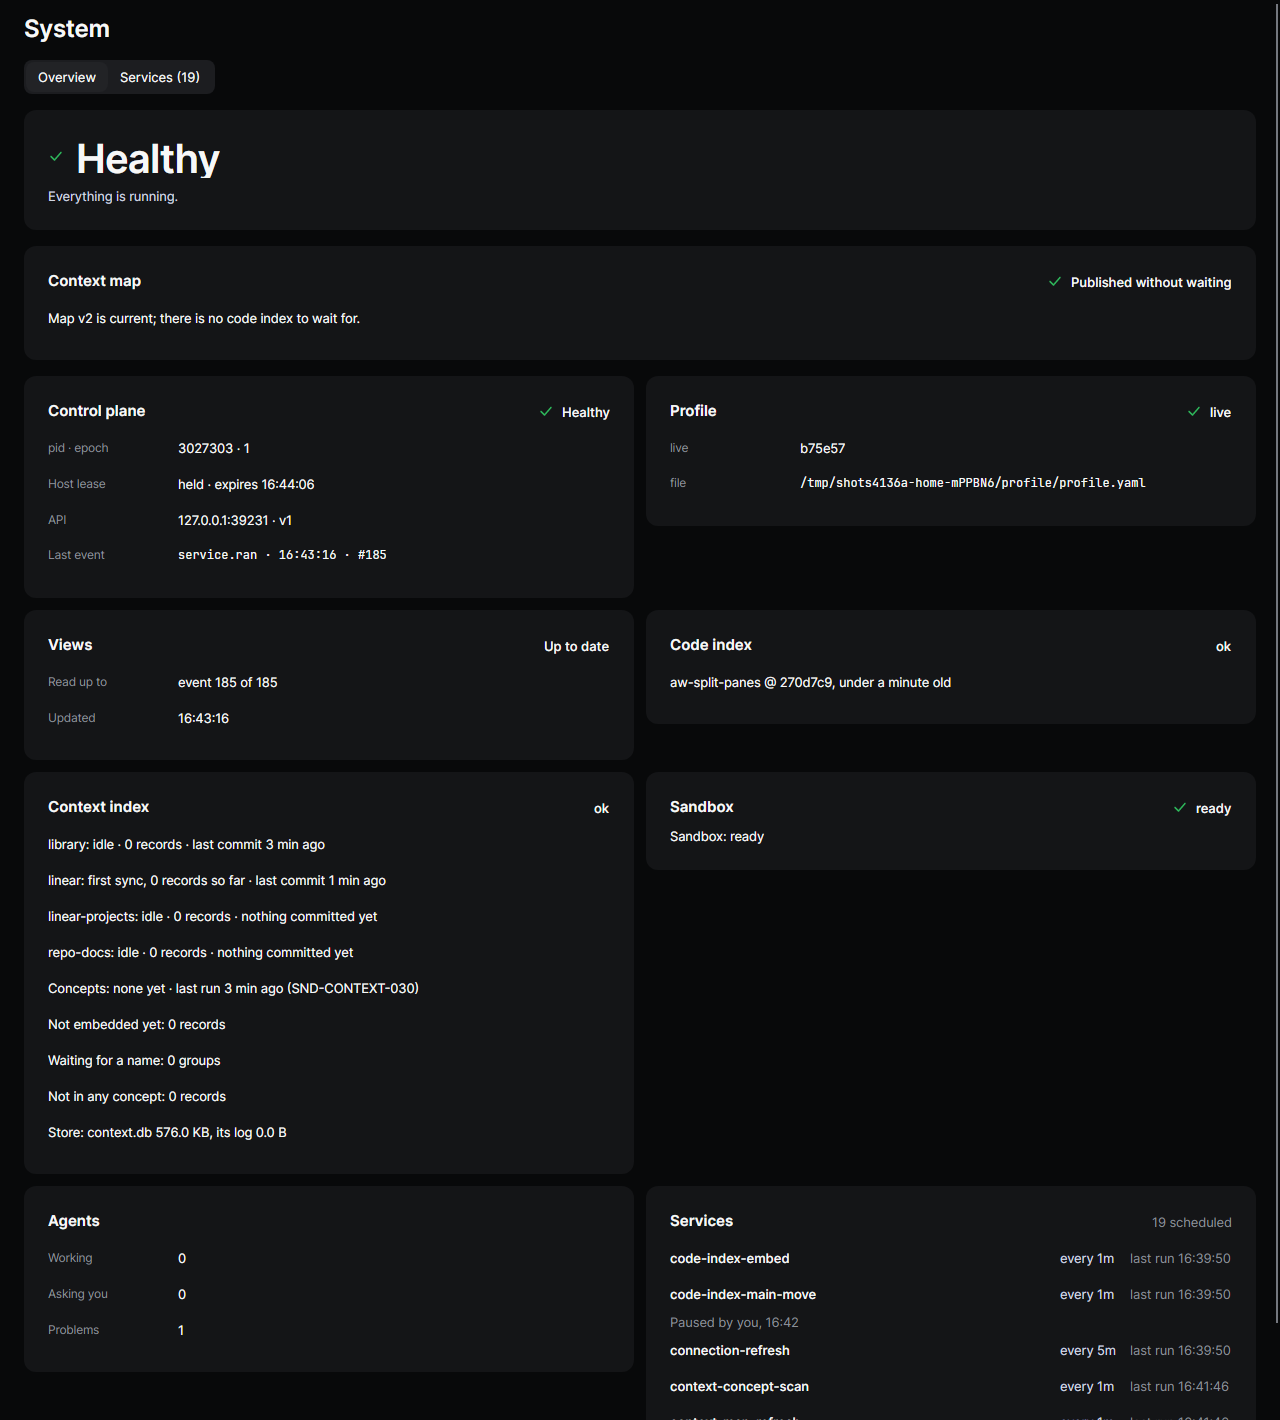 System
Overview Services (19)
Healthy
Everything is running.
Context map Published without waiting
Map v2 is current; there is no code index to wait for.
Control plane Healthy
pid · epoch 3027303 · 1
Host lease held · expires 16:44:06
API 127.0.0.1:39231 · v1
Last event service.ran · 16:43:16 · #185
Profile live
live b75e57
file /tmp/shots4136a-home-mPPBN6/profile/profile.yaml
Views Up to date
Read up to event 185 of 185
Updated 16:43:16
Code index ok
aw-split-panes @ 270d7c9, under a minute old
Context index ok
library: idle · 0 records · last commit 3 min ago
linear: first sync, 0 records so far · last commit 1 min ago
linear-projects: idle · 0 records · nothing committed yet
repo-docs: idle · 0 records · nothing committed yet
Concepts: none yet · last run 3 min ago (SND-CONTEXT-030)
Not embedded yet: 0 records
Waiting for a name: 0 groups
Not in any concept: 0 records
Store: context.db 576.0 KB, its log 0.0 B
Sandbox ready
Sandbox: ready
Agents
Working 0
Asking you 0
Problems 1
Services 19 scheduled
code-index-embed every 1m last run 16:39:50
code-index-main-move every 1m last run 16:39:50
Paused by you, 16:42
connection-refresh every 5m last run 16:39:50
context-concept-scan every 1m last run 16:41:46